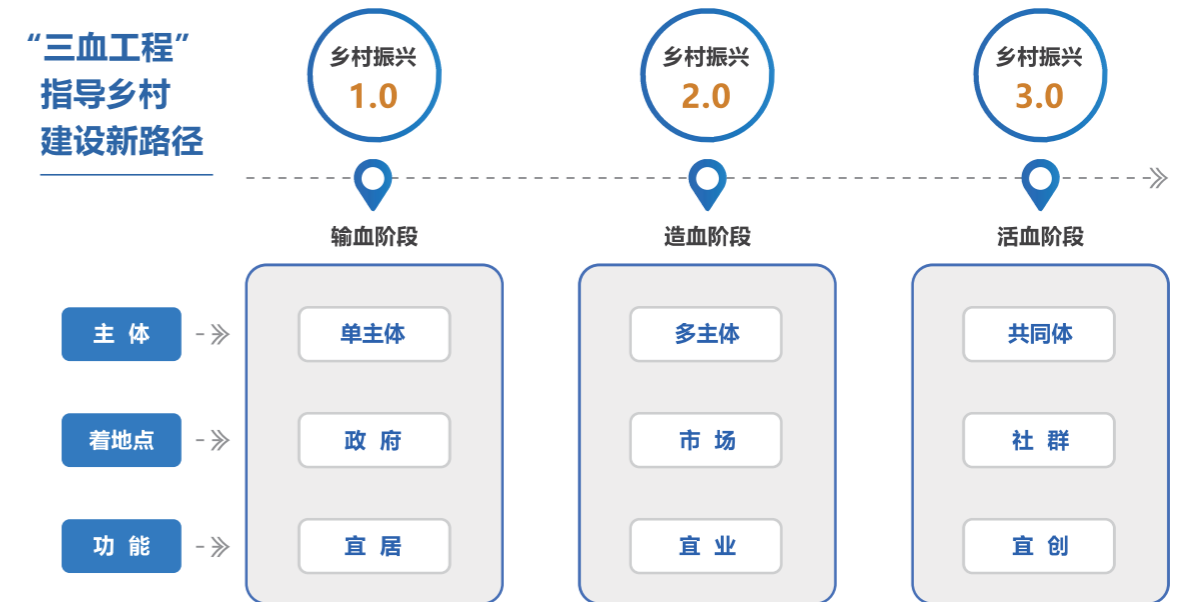 “三血工程”
指导乡村
建设新路径
乡村振兴
1.0
乡村振兴
2.0
乡村振兴
3.0
输血阶段
造血阶段
活血阶段
主 体
单主体
多主体
共同体
着地点
政 府
市 场
社 群
功 能
宜 居
宜 业
宜 创